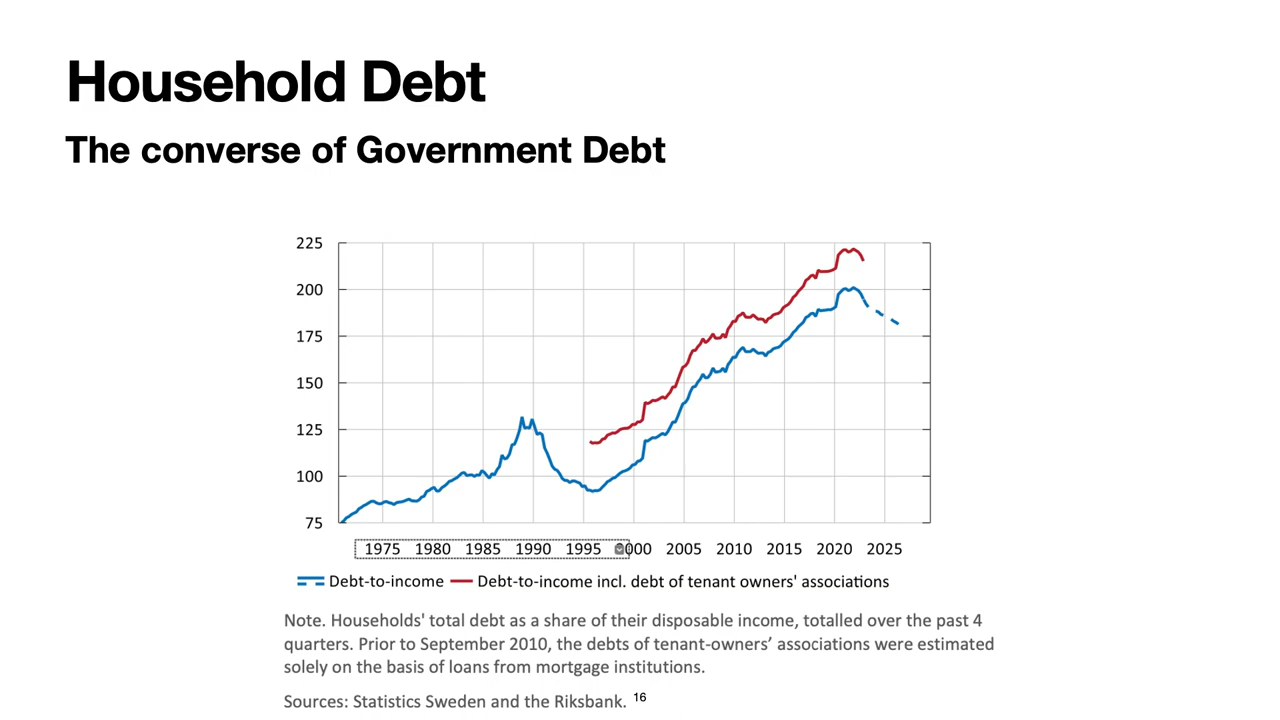 Household Debt
The converse of Government Debt
225
200
175
150
125
100
75
1975 1980 1985 1990 1995 2000 2005 2010 2015 2020 2025
Debt-to-income Debt-to-income incl. debt of tenant owners' associations
Note. Households' total debt as a share of their disposable income, totalled over the past 4
quarters. Prior to September 2010, the debts of tenant-owners’ associations were estimated
solely on the basis of loans from mortgage institutions.
Sources: Statistics Sweden and the Riksbank. 16